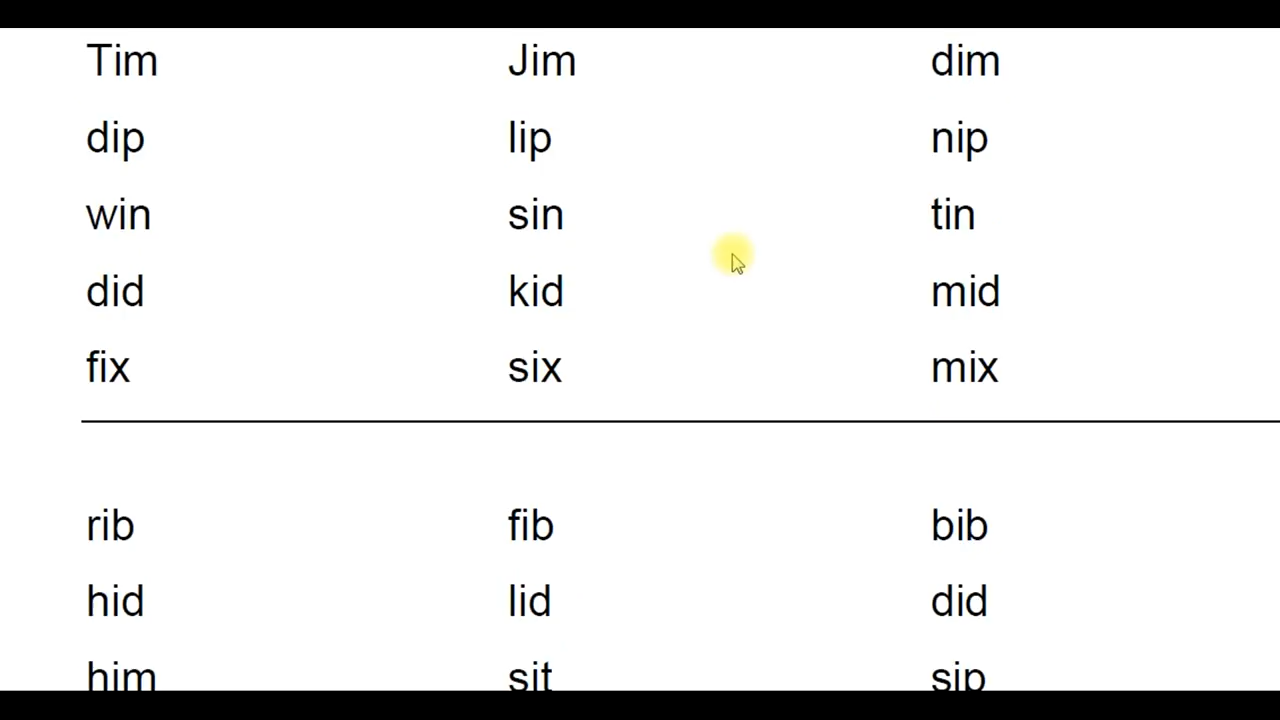 Tim Jim dim
dip lip nip
win sin tin
did kid mid
fix six mix
rib fib bib
hid lid did
him sit sip